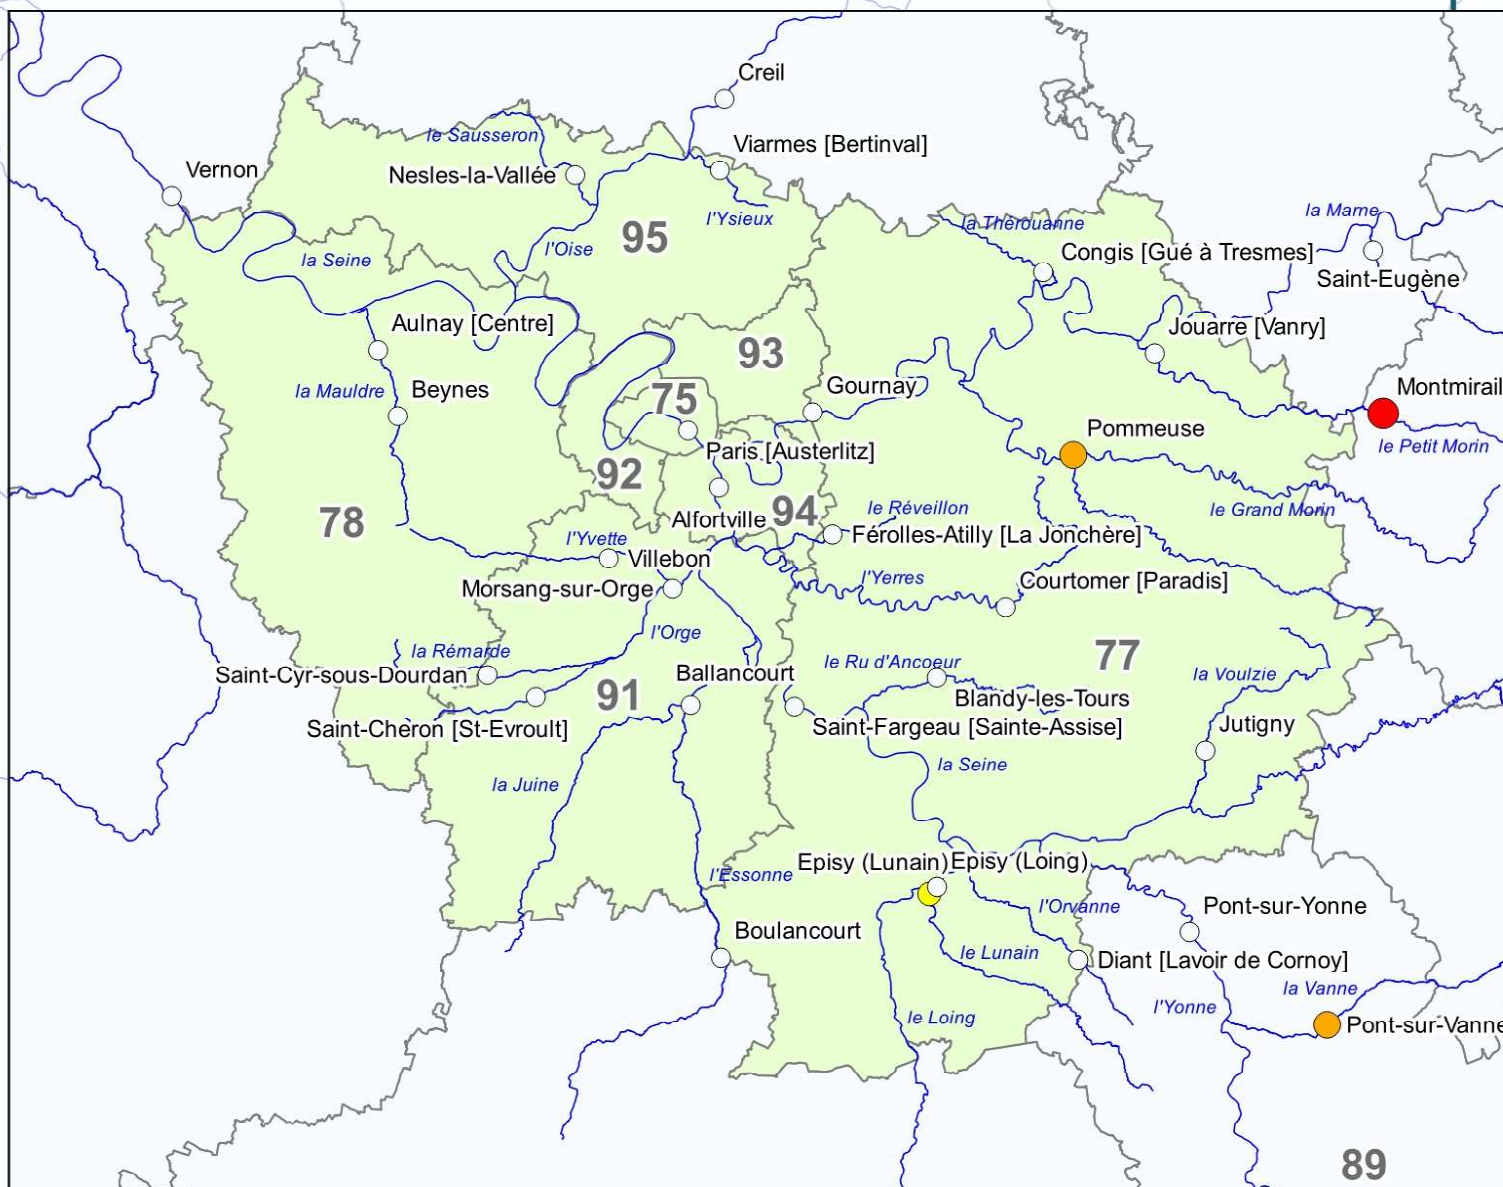 Creil
le Sausseron
Viarmes [Bertinval]
Vernon
Nesles-la-Vallée
la Marne
l'Ysieux
la Thérouanne
95
l'Oise
la Seine
Congis [Gué à Tresmes]
Saint-Eugène
Aulnay [Centre]
Jouarre [Vanry]
93
la Mauldre
Beynes
75
Gournay
Montmirail
Pommeuse
le Petit Morin
Paris [Austerlitz]
92
78
Alfortville
94
le Réveillon
le Grand Morin
l'Yvette
Férolles-Atilly [La Jonchère]
Villebon
Morsang-sur-Orge
l'Yerres
Courtomer [Paradis]
l'Orge
la Rémarde
le Ru d'Ancoeur
77
Saint-Cyr-sous-Dourdan
Ballancourt
la Voulzie
91
Blandy-les-Tours
Saint-Cheron [St-Evroult]
Saint-Fargeau [Sainte-Assise]
Jutigny
la Juine
la Seine
Episy (Lunain)
Episy (Loing)
l'Essonne
l'Orvanne
Pont-sur-Yonne
Boulancourt
le Lunain
Diant [Lavoir de Cornoy]
la Vanne
le Loing
l'Yonne
Pont-sur-Vanne
89